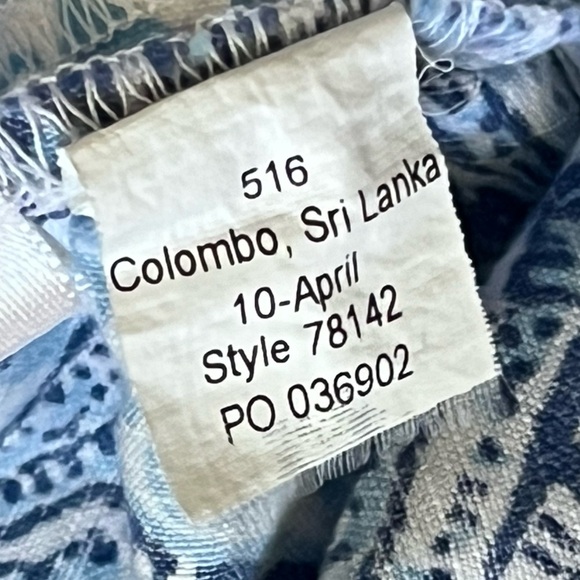 516
Colombo, Sri Lanka
10-April
Style 78142
PO 036902